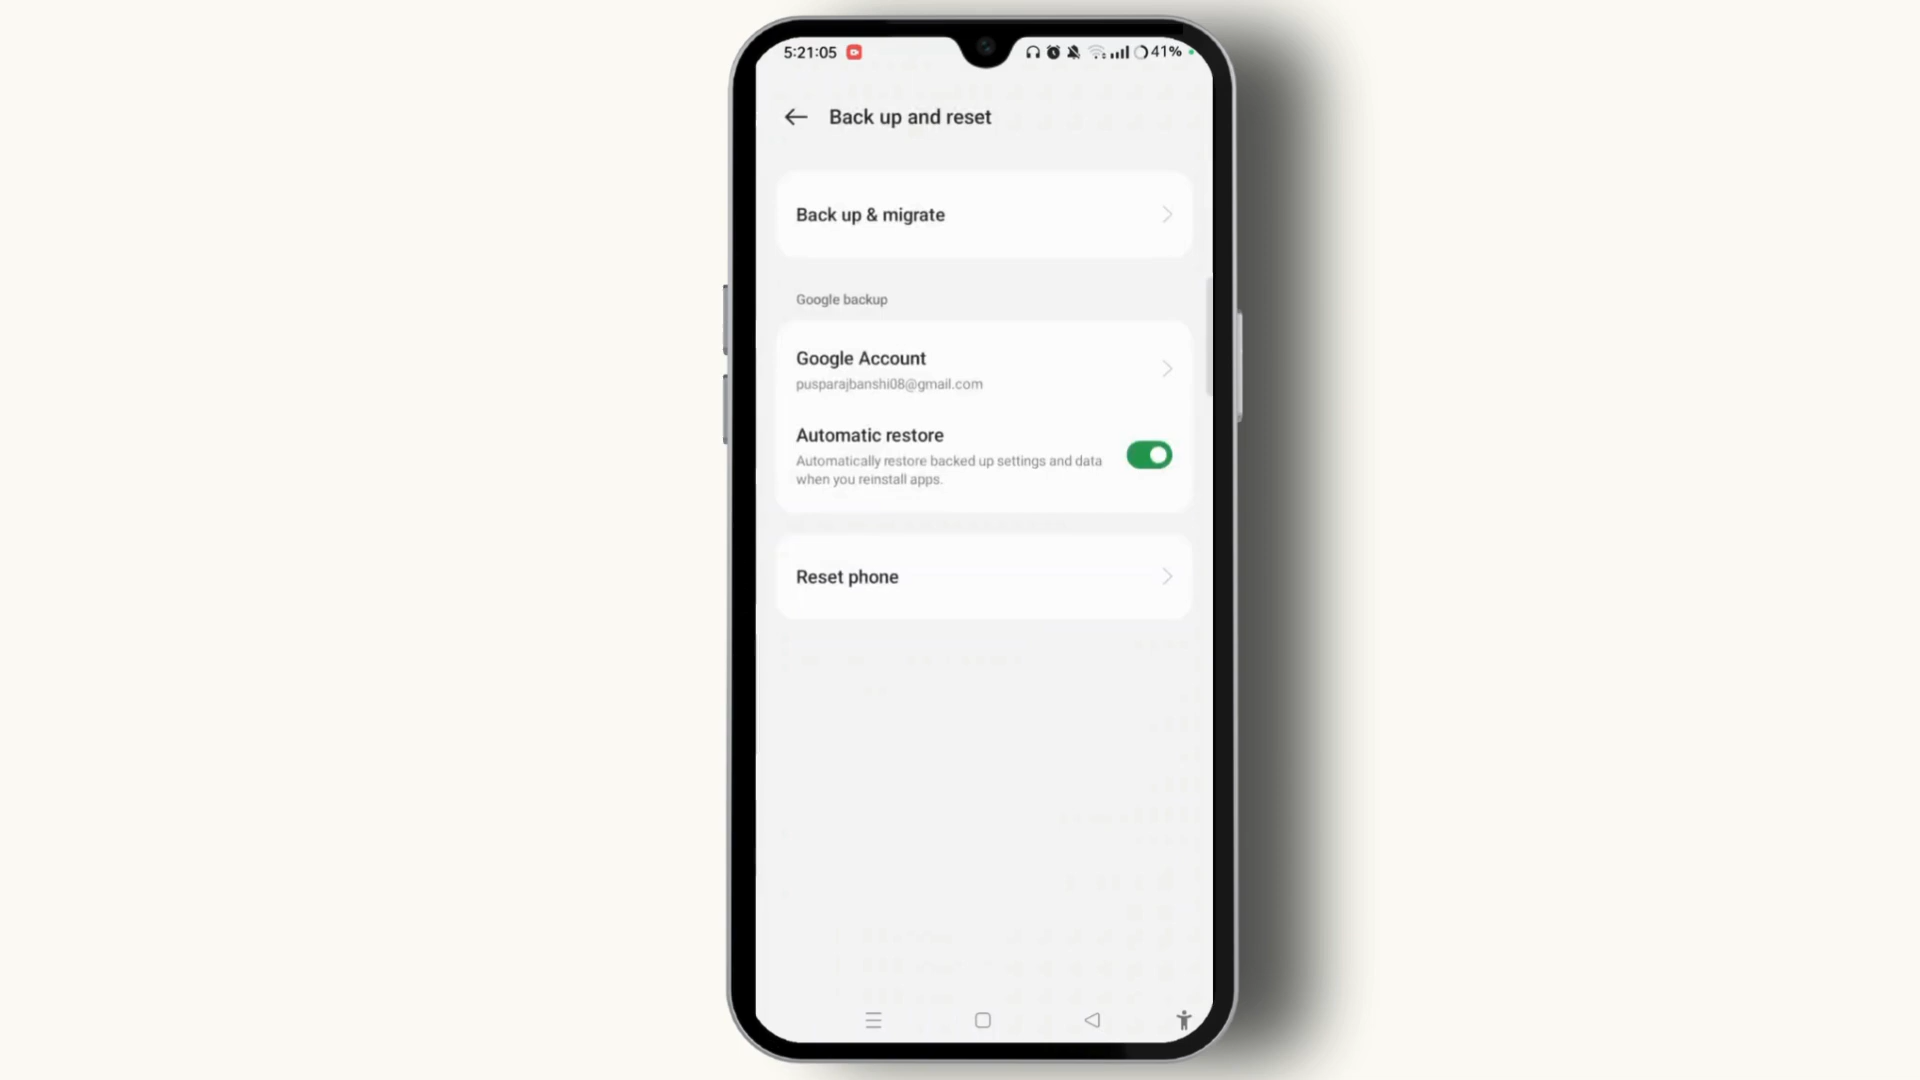 5:21:05 41%
Back up and reset
Back up & migrate
Google backup
Google Account
pusparajbanshi08@gmail.com
Automatic restore
Automatically restore backed up settings and data
when you reinstall apps.
Reset phone